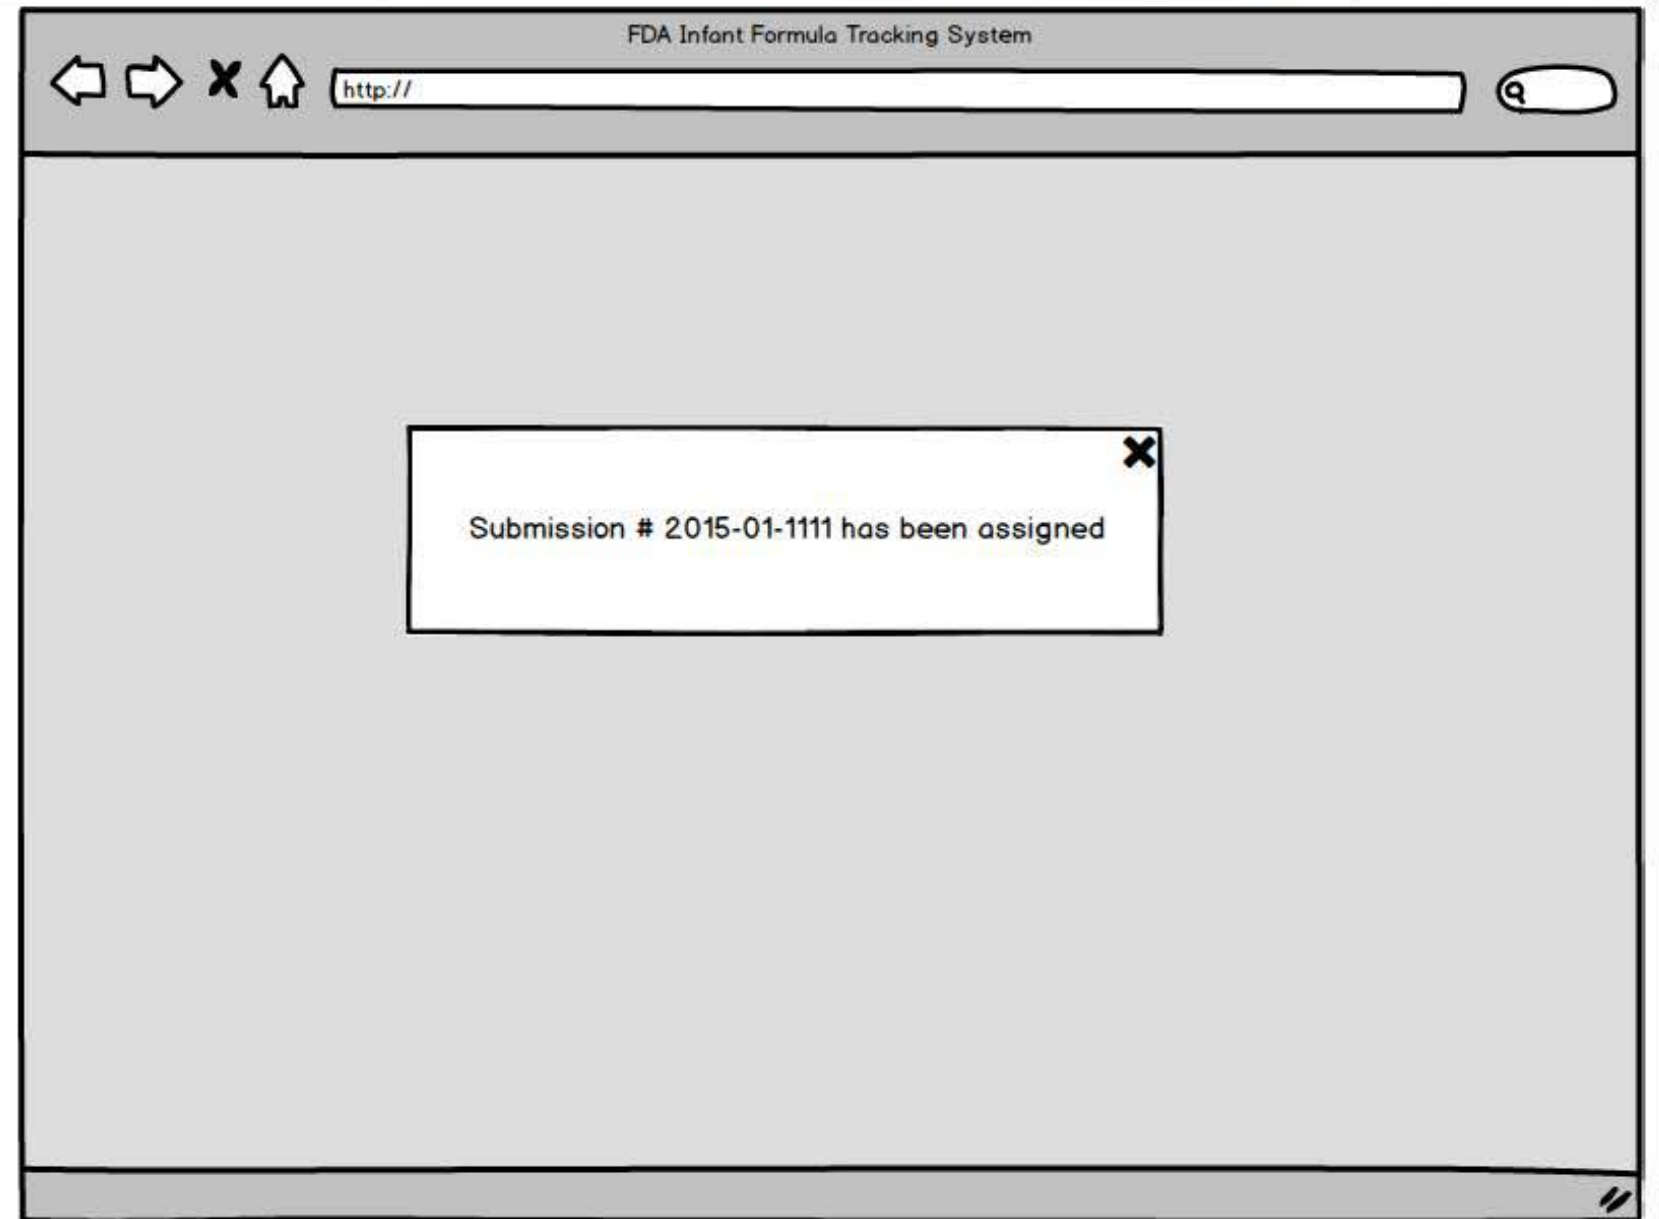 FDA Infant Formula Tracking System
http://
Submission # 2015-01-1111 has been assigned